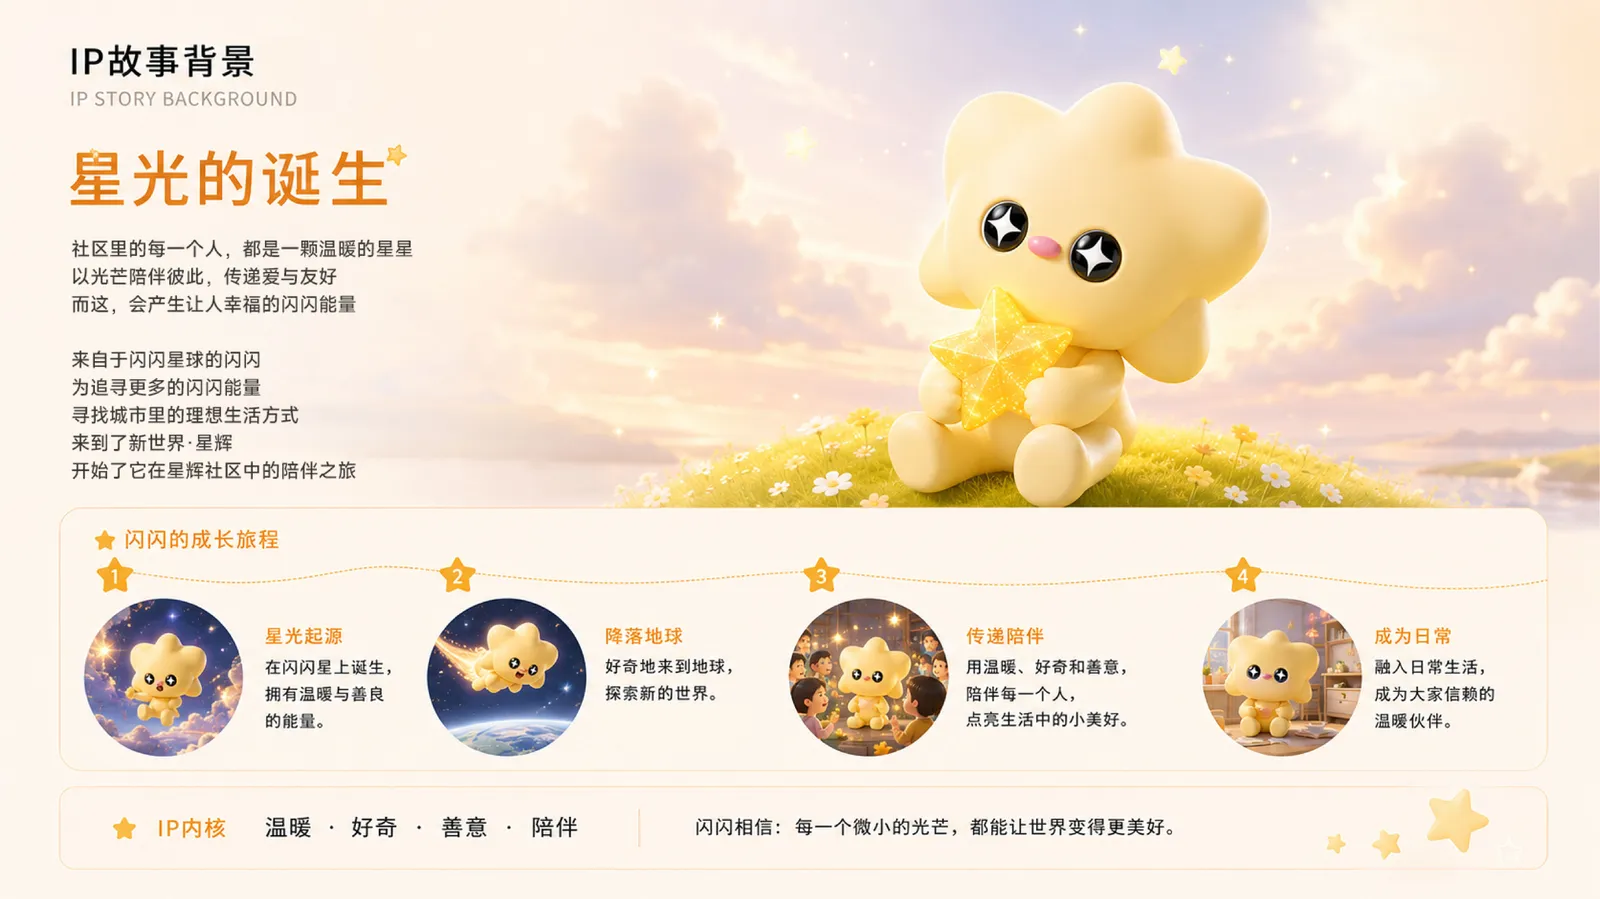 IP故事背景
IP STORY BACKGROUND
星光的诞生
社区里的每一个人，都是一颗温暖的星星
以光芒陪伴彼此，传递爱与友好
而这，会产生让人幸福的闪闪能量
来自于闪闪星球的闪闪
为追寻更多的闪闪能量
寻找城市里的理想生活方式
来到了新世界·星辉
开始了它在星辉社区中的陪伴之旅
闪闪的成长旅程
1
星光起源
在闪闪星上诞生，
拥有温暖与善良
的能量。
2
降落地球
好奇地来到地球，
探索新的世界。
3
传递陪伴
用温暖、好奇和善意，
陪伴每一个人，
点亮生活中的小美好。
4
成为日常
融入日常生活，
成为大家信赖的
温暖伙伴。
IP内核
温暖 · 好奇 · 善意 · 陪伴
闪闪相信：每一个微小的光芒，都能让世界变得更美好。